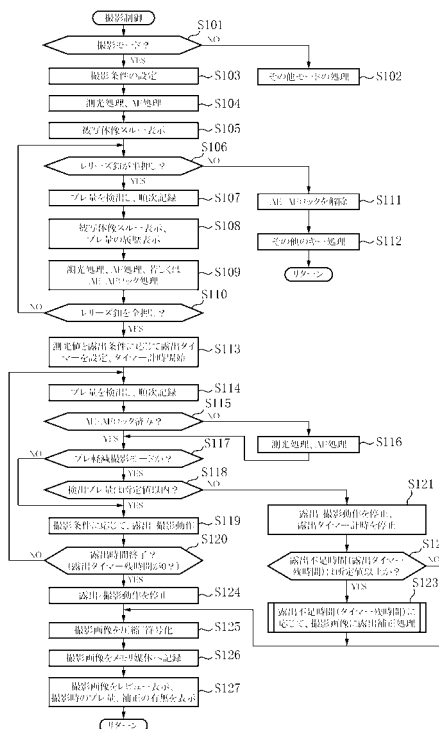 撮影制御
S101
撮影モード？
NO
YES
S103
撮影条件の設定
S102
その他モードの処理
S104
測光処理、AF処理
S105
被写体像スルー表示
S106
レリーズ釦が半押し？
NO
YES
S107
ブレ量を検出し、順次記録
S111
AE・AFロックを解除
S108
被写体像スルー表示、
ブレ量の履歴表示
S112
その他のキー処理
S109
測光処理、AF処理、若しくは
AE・AFロック処理
リターン
S110
NO
レリーズ釦を全押し？
YES
S113
測光値と露出条件に応じて露出タイ
マーを設定、タイマー計時開始
S114
ブレ量を検出し、順次記録
S115
AE・AFロック済み？
NO
YES
S116
測光処理、AF処理
S117
NO
ブレ軽減撮影モードか？
YES
S118
検出ブレ量は所定値以内？
NO
YES
S121
露出・撮影動作を停止、
露出タイマー計時を停止
S119
撮影条件に応じて、露出・撮影動作
S120
NO
露出時間終了？
(露出タイマー残時間が0？)
YES
S12
露出不足時間(露出タイマー
残時間)は所定値以上か？
NO
YES
S123
露出不足時間(タイマー残時間)に
応じて、撮影画像に露出補正処理
S124
露出・撮影動作を停止
S125
撮影画像を圧縮/符号化
S126
撮影画像をメモリ媒体へ記録
S127
撮影画像をレビュー表示、
撮影時のブレ量、補正の有無を表示
リターン